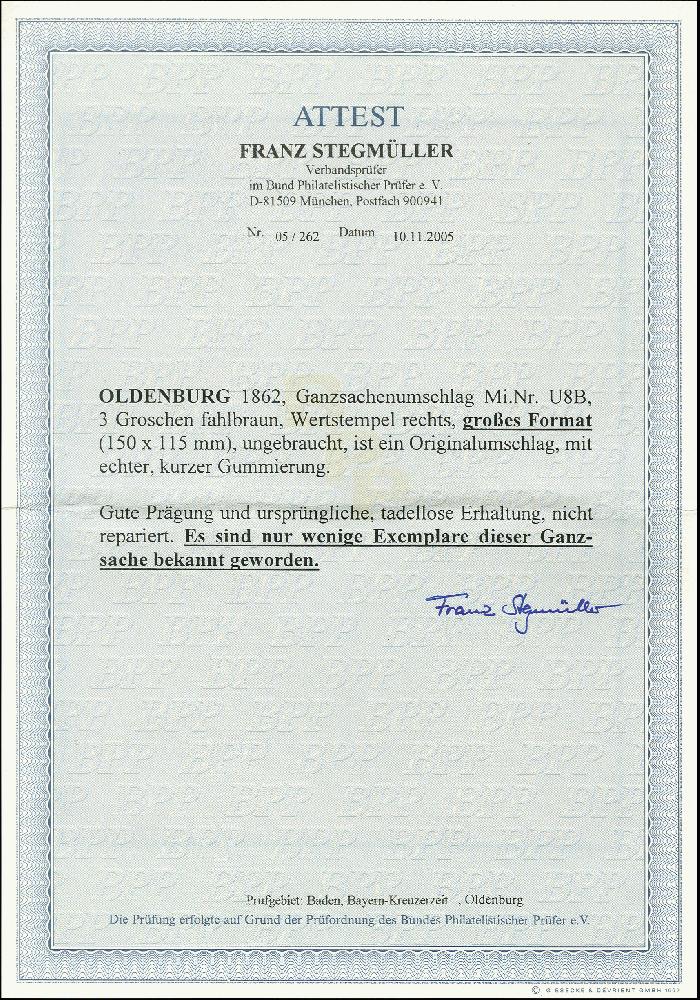 ATTEST
FRANZ STEGMÜLLER
Verbandsprüfer
im Bund Philatelistischer Prüfer e. V.
D-81509 München, Postfach 900941
Nr. 05 / 262 Datum 10.11.2005
OLDENBURG 1862, Ganzsachenumschlag Mi.Nr. U8B,
3 Groschen fahlbraun, Wertstempel rechts, großes Format
(150 x 115 mm), ungebraucht, ist ein Originalumschlag, mit
echter, kurzer Gummierung.
Gute Prägung und ursprüngliche, tadellose Erhaltung, nicht
repariert. Es sind nur wenige Exemplare dieser Ganz-
sache bekannt geworden.
Franz Stegmüller
Prüfgebiet: Baden, Bayern-Kreuzerzeit , Oldenburg
Die Prüfung erfolgte auf Grund der Prüfordnung des Bundes Philatelistischer Prüfer e.V.
© GIESECKE & DEVRIENT GMBH